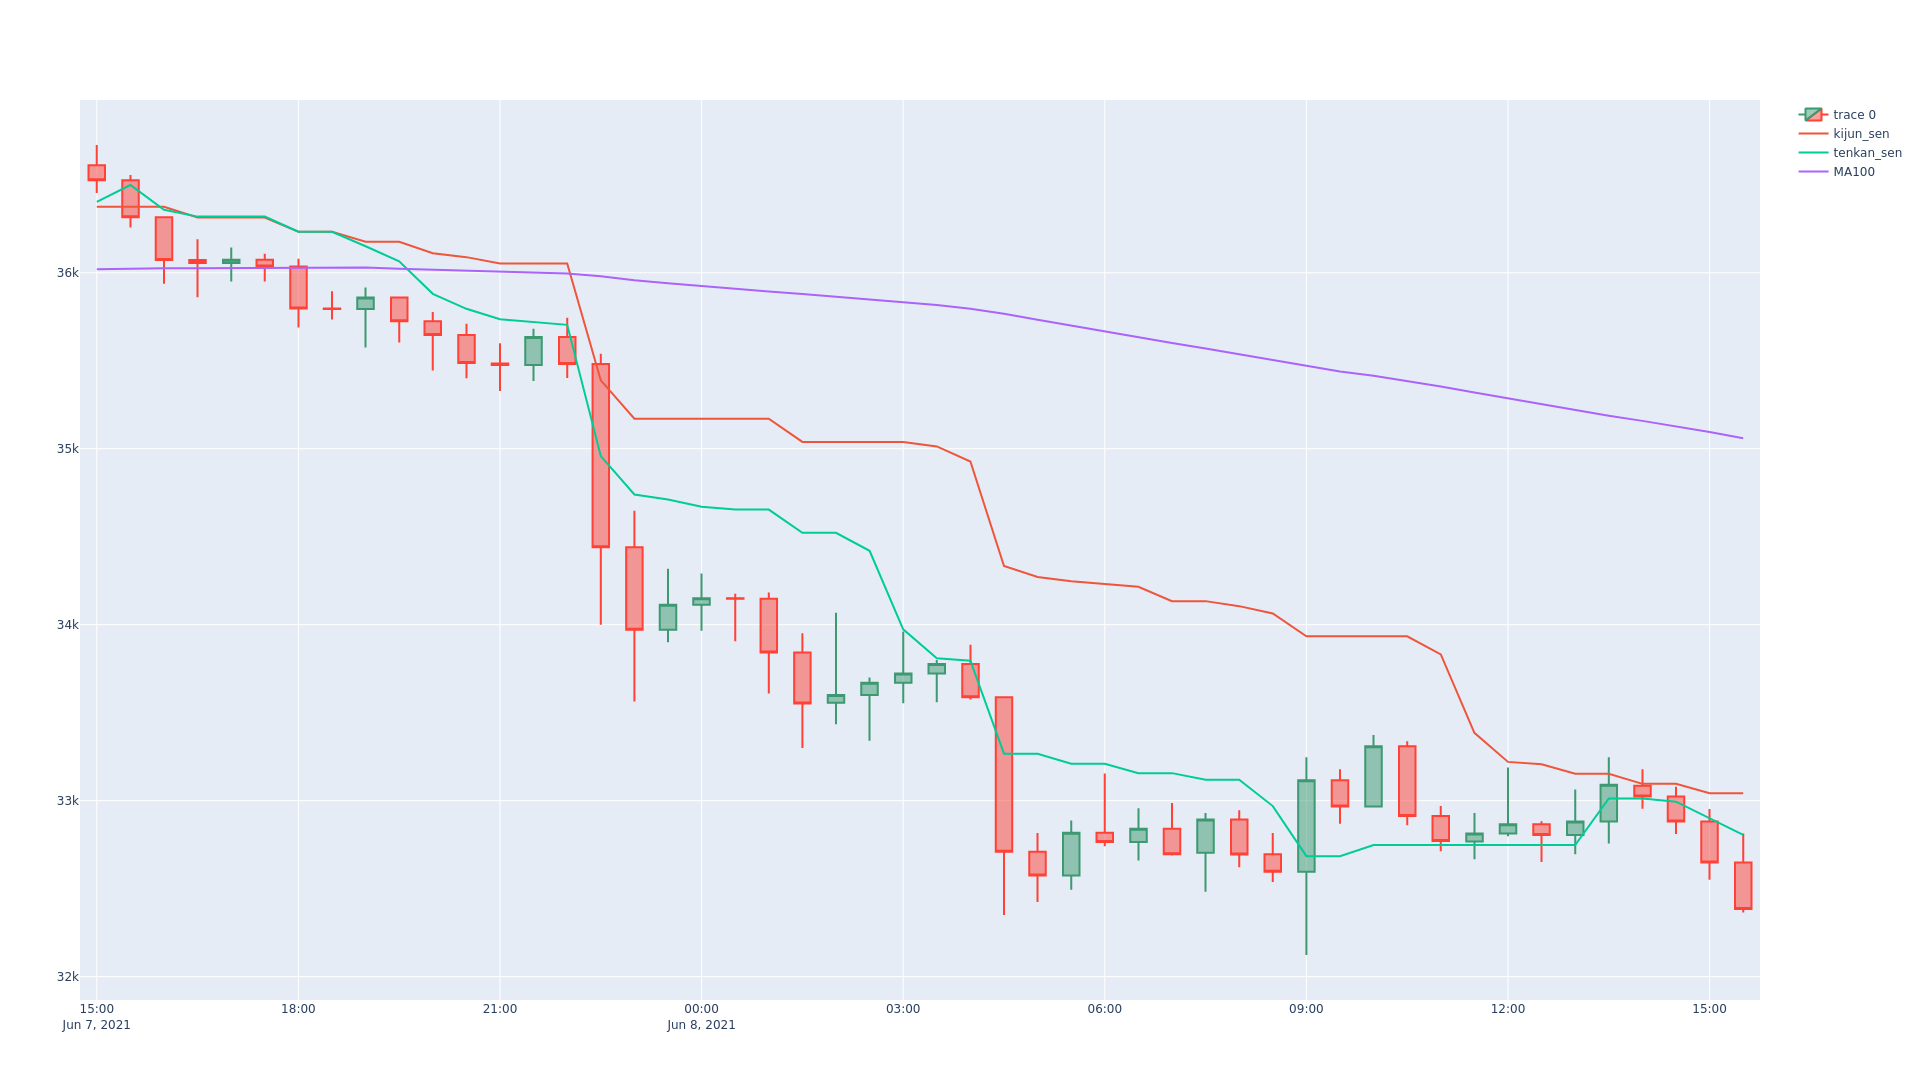 trace 0
kijun_sen
tenkan_sen
MA100
36k
35k
34k
33k
32k
15:00 18:00 21:00 00:00 03:00 06:00 09:00 12:00 15:00
Jun 7, 2021 Jun 8, 2021